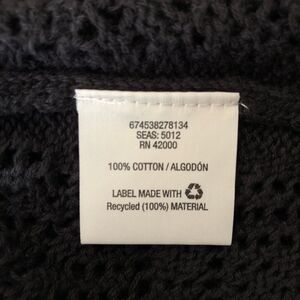 674538278134
SEAS: 5012
RN 42000
100% COTTON / ALGODÓN
LABEL MADE WITH
Recycled (100%) MATERIAL